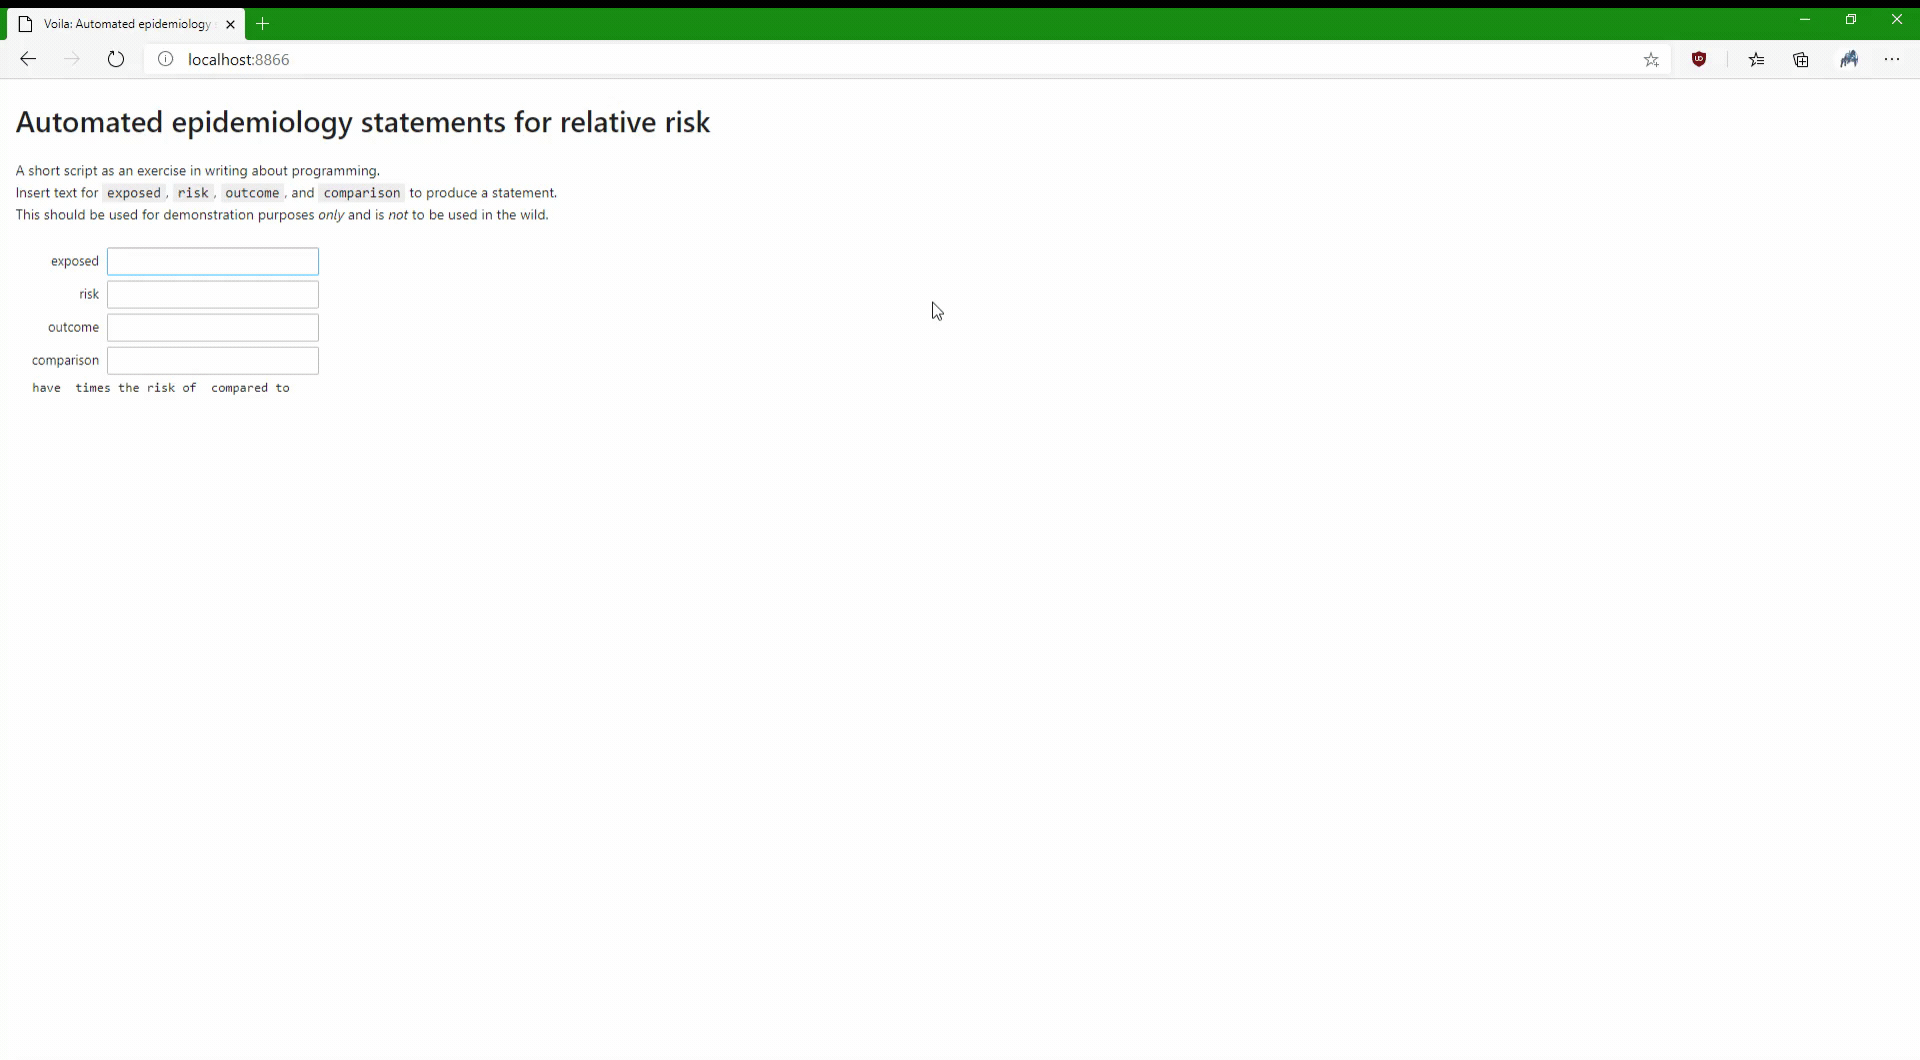 Voila: Automated epidemiology
localhost:8866
Automated epidemiology statements for relative risk
A short script as an exercise in writing about programming.
Insert text for exposed, risk, outcome, and comparison to produce a statement.
This should be used for demonstration purposes only and is not to be used in the wild.
exposed
risk
outcome
comparison
have times the risk of compared to